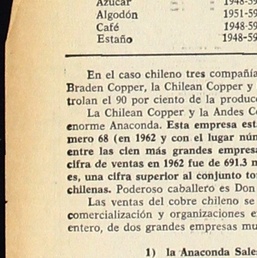 Azúcar 1948-59
Algodón 1951-59
Café 1948-59
Estaño 1948-59
En el caso chileno tres compañía
Braden Copper, la Chilean Copper y
trolan el 90 por ciento de la produc
La Chilean Copper y la Andes C
enorme Anaconda. Esta empresa est
mero 68 (en 1962 y con el lugar nún
entre las cien más grandes empres
cifra de ventas en 1962 fue de 691.3 m
es, una cifra superior al conjunto to
chilenas. Poderoso caballero es Don
Las ventas del cobre chileno se
comercialización y organizaciones e
entero, de dos grandes empresas mu
1) la Anaconda Sale